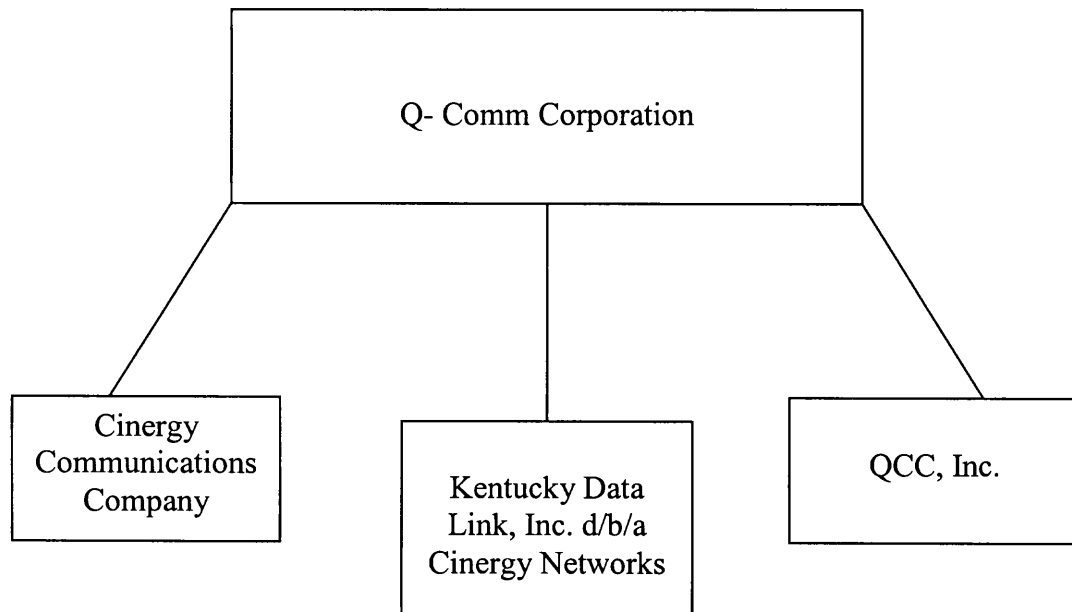 Q- Comm Corporation
Cinergy
Communications
Company
Kentucky Data
Link, Inc. d/b/a
Cinergy Networks
QCC, Inc.